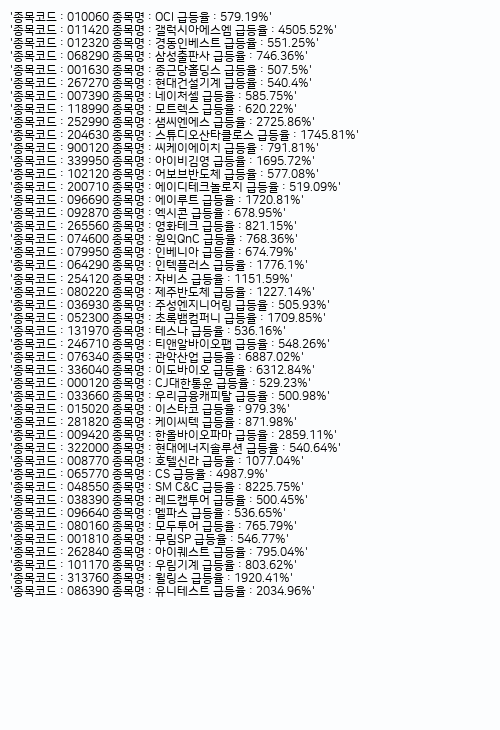 '종목코드 : 010060 종목명 : OCI 급등율 : 579.19%'
'종목코드 : 011420 종목명 : 갤럭시아에스엠 급등율 : 4505.52%'
'종목코드 : 012320 종목명 : 경동인베스트 급등율 : 551.25%'
'종목코드 : 068290 종목명 : 삼성출판사 급등율 : 746.36%'
'종목코드 : 001630 종목명 : 종근당홀딩스 급등율 : 507.5%'
'종목코드 : 267270 종목명 : 현대건설기계 급등율 : 540.4%'
'종목코드 : 007390 종목명 : 네이처셀 급등율 : 585.75%'
'종목코드 : 118990 종목명 : 모트렉스 급등율 : 620.22%'
'종목코드 : 252990 종목명 : 샘씨엔에스 급등율 : 2725.86%'
'종목코드 : 204630 종목명 : 스튜디오산타클로스 급등율 : 1745.81%'
'종목코드 : 900120 종목명 : 씨케이에이치 급등율 : 791.81%'
'종목코드 : 339950 종목명 : 아이비김영 급등율 : 1695.72%'
'종목코드 : 102120 종목명 : 어보브반도체 급등율 : 577.08%'
'종목코드 : 200710 종목명 : 에이디테크놀로지 급등율 : 519.09%'
'종목코드 : 096690 종목명 : 에이루트 급등율 : 1720.81%'
'종목코드 : 092870 종목명 : 엑시콘 급등율 : 678.95%'
'종목코드 : 265560 종목명 : 영화테크 급등율 : 821.15%'
'종목코드 : 074600 종목명 : 원익QnC 급등율 : 768.36%'
'종목코드 : 079950 종목명 : 인베니아 급등율 : 674.79%'
'종목코드 : 064290 종목명 : 인텍플러스 급등율 : 1776.1%'
'종목코드 : 254120 종목명 : 자비스 급등율 : 1151.59%'
'종목코드 : 080220 종목명 : 제주반도체 급등율 : 1227.14%'
'종목코드 : 036930 종목명 : 주성엔지니어링 급등율 : 505.93%'
'종목코드 : 052300 종목명 : 초록뱀컴퍼니 급등율 : 1709.85%'
'종목코드 : 131970 종목명 : 테스나 급등율 : 536.16%'
'종목코드 : 246710 종목명 : 티앤알바이오팹 급등율 : 548.26%'
'종목코드 : 076340 종목명 : 관악산업 급등율 : 6887.02%'
'종목코드 : 336040 종목명 : 이도바이오 급등율 : 6312.84%'
'종목코드 : 000120 종목명 : CJ대한통운 급등율 : 529.23%'
'종목코드 : 033660 종목명 : 우리금융캐피탈 급등율 : 500.98%'
'종목코드 : 015020 종목명 : 이스타코 급등율 : 979.3%'
'종목코드 : 281820 종목명 : 케이씨텍 급등율 : 871.98%'
'종목코드 : 009420 종목명 : 한올바이오파마 급등율 : 2859.11%'
'종목코드 : 322000 종목명 : 현대에너지솔루션 급등율 : 540.64%'
'종목코드 : 008770 종목명 : 호텔신라 급등율 : 1077.04%'
'종목코드 : 065770 종목명 : CS 급등율 : 4987.9%'
'종목코드 : 048550 종목명 : SM C&C 급등율 : 8225.75%'
'종목코드 : 038390 종목명 : 레드캡투어 급등율 : 500.45%'
'종목코드 : 096640 종목명 : 멜파스 급등율 : 536.65%'
'종목코드 : 080160 종목명 : 모두투어 급등율 : 765.79%'
'종목코드 : 001810 종목명 : 무림SP 급등율 : 546.77%'
'종목코드 : 262840 종목명 : 아이퀘스트 급등율 : 795.04%'
'종목코드 : 101170 종목명 : 우림기계 급등율 : 803.62%'
'종목코드 : 313760 종목명 : 윌링스 급등율 : 1920.41%'
'종목코드 : 086390 종목명 : 유니테스트 급등율 : 2034.96%'